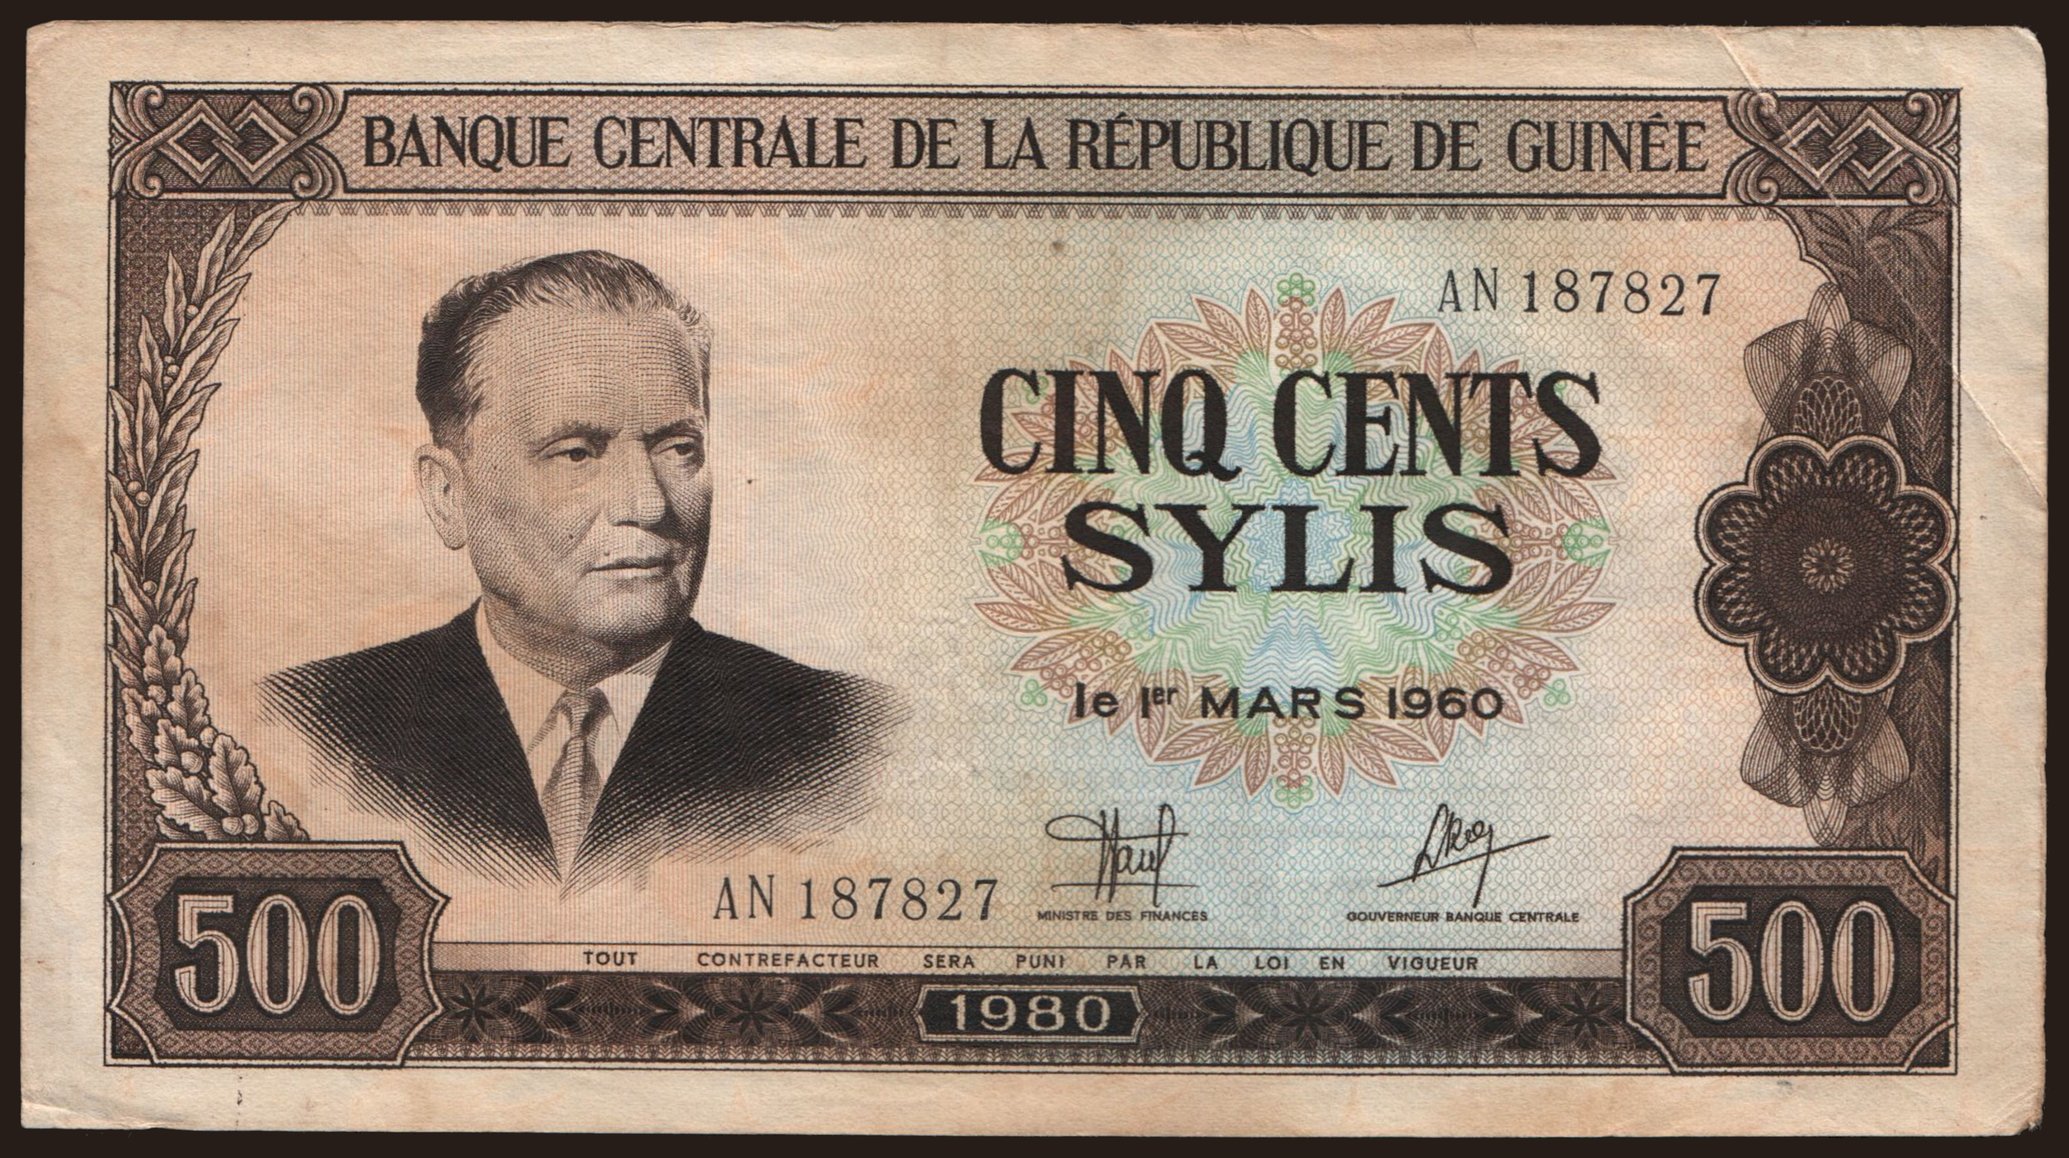 BANQUE CENTRALE DE LA RÉPUBLIQUE DE GUINÉE
AN 187827
CINQ CENTS
SYLIS
le 1er MARS 1960
AN 187827
MINISTRE DES FINANCES
GOUVERNEUR BANQUE CENTRALE
TOUT CONTREFACTEUR SERA PUNI PAR LA LOI EN VIGUEUR
500
1980
500